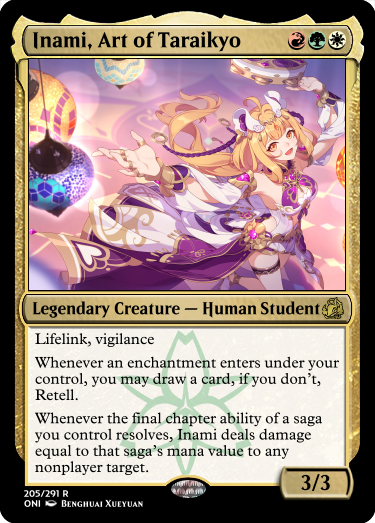 Inami, Art of Taraikyo
Legendary Creature — Human Student
Lifelink, vigilance
Whenever an enchantment enters under your
control, you may draw a card, if you don't,
Retell.
Whenever the final chapter ability of a saga
you control resolves, Inami deals damage
equal to that saga's mana value to any
nonplayer target.
3/3
205/291 R
ONI Benghuai Xueyuan